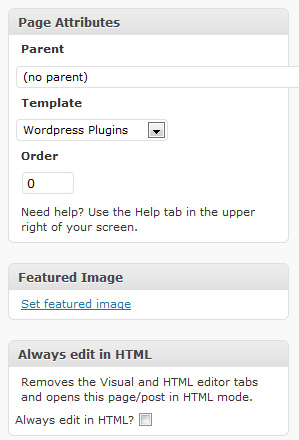 Page Attributes
Parent
(no parent)
Template
Wordpress Plugins
Order
0
Need help? Use the Help tab in the upper
right of your screen.
Featured Image
Set featured image
Always edit in HTML
Removes the Visual and HTML editor tabs
and opens this page/post in HTML mode.
Always edit in HTML?